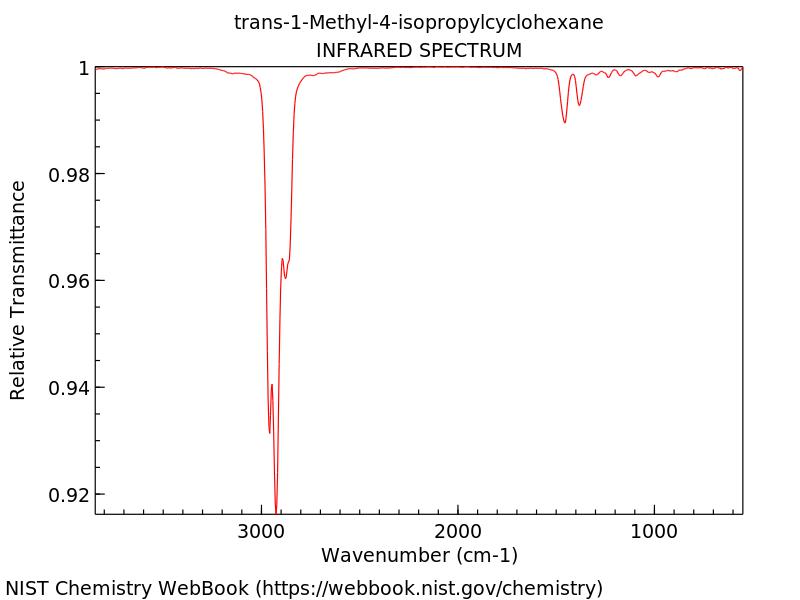 trans-1-Methyl-4-isopropylcyclohexane
INFRARED SPECTRUM
1
0.98
0.96
0.94
0.92
Relative Transmittance
3000 2000 1000
Wavenumber (cm-1)
NIST Chemistry WebBook (https://webbook.nist.gov/chemistry)